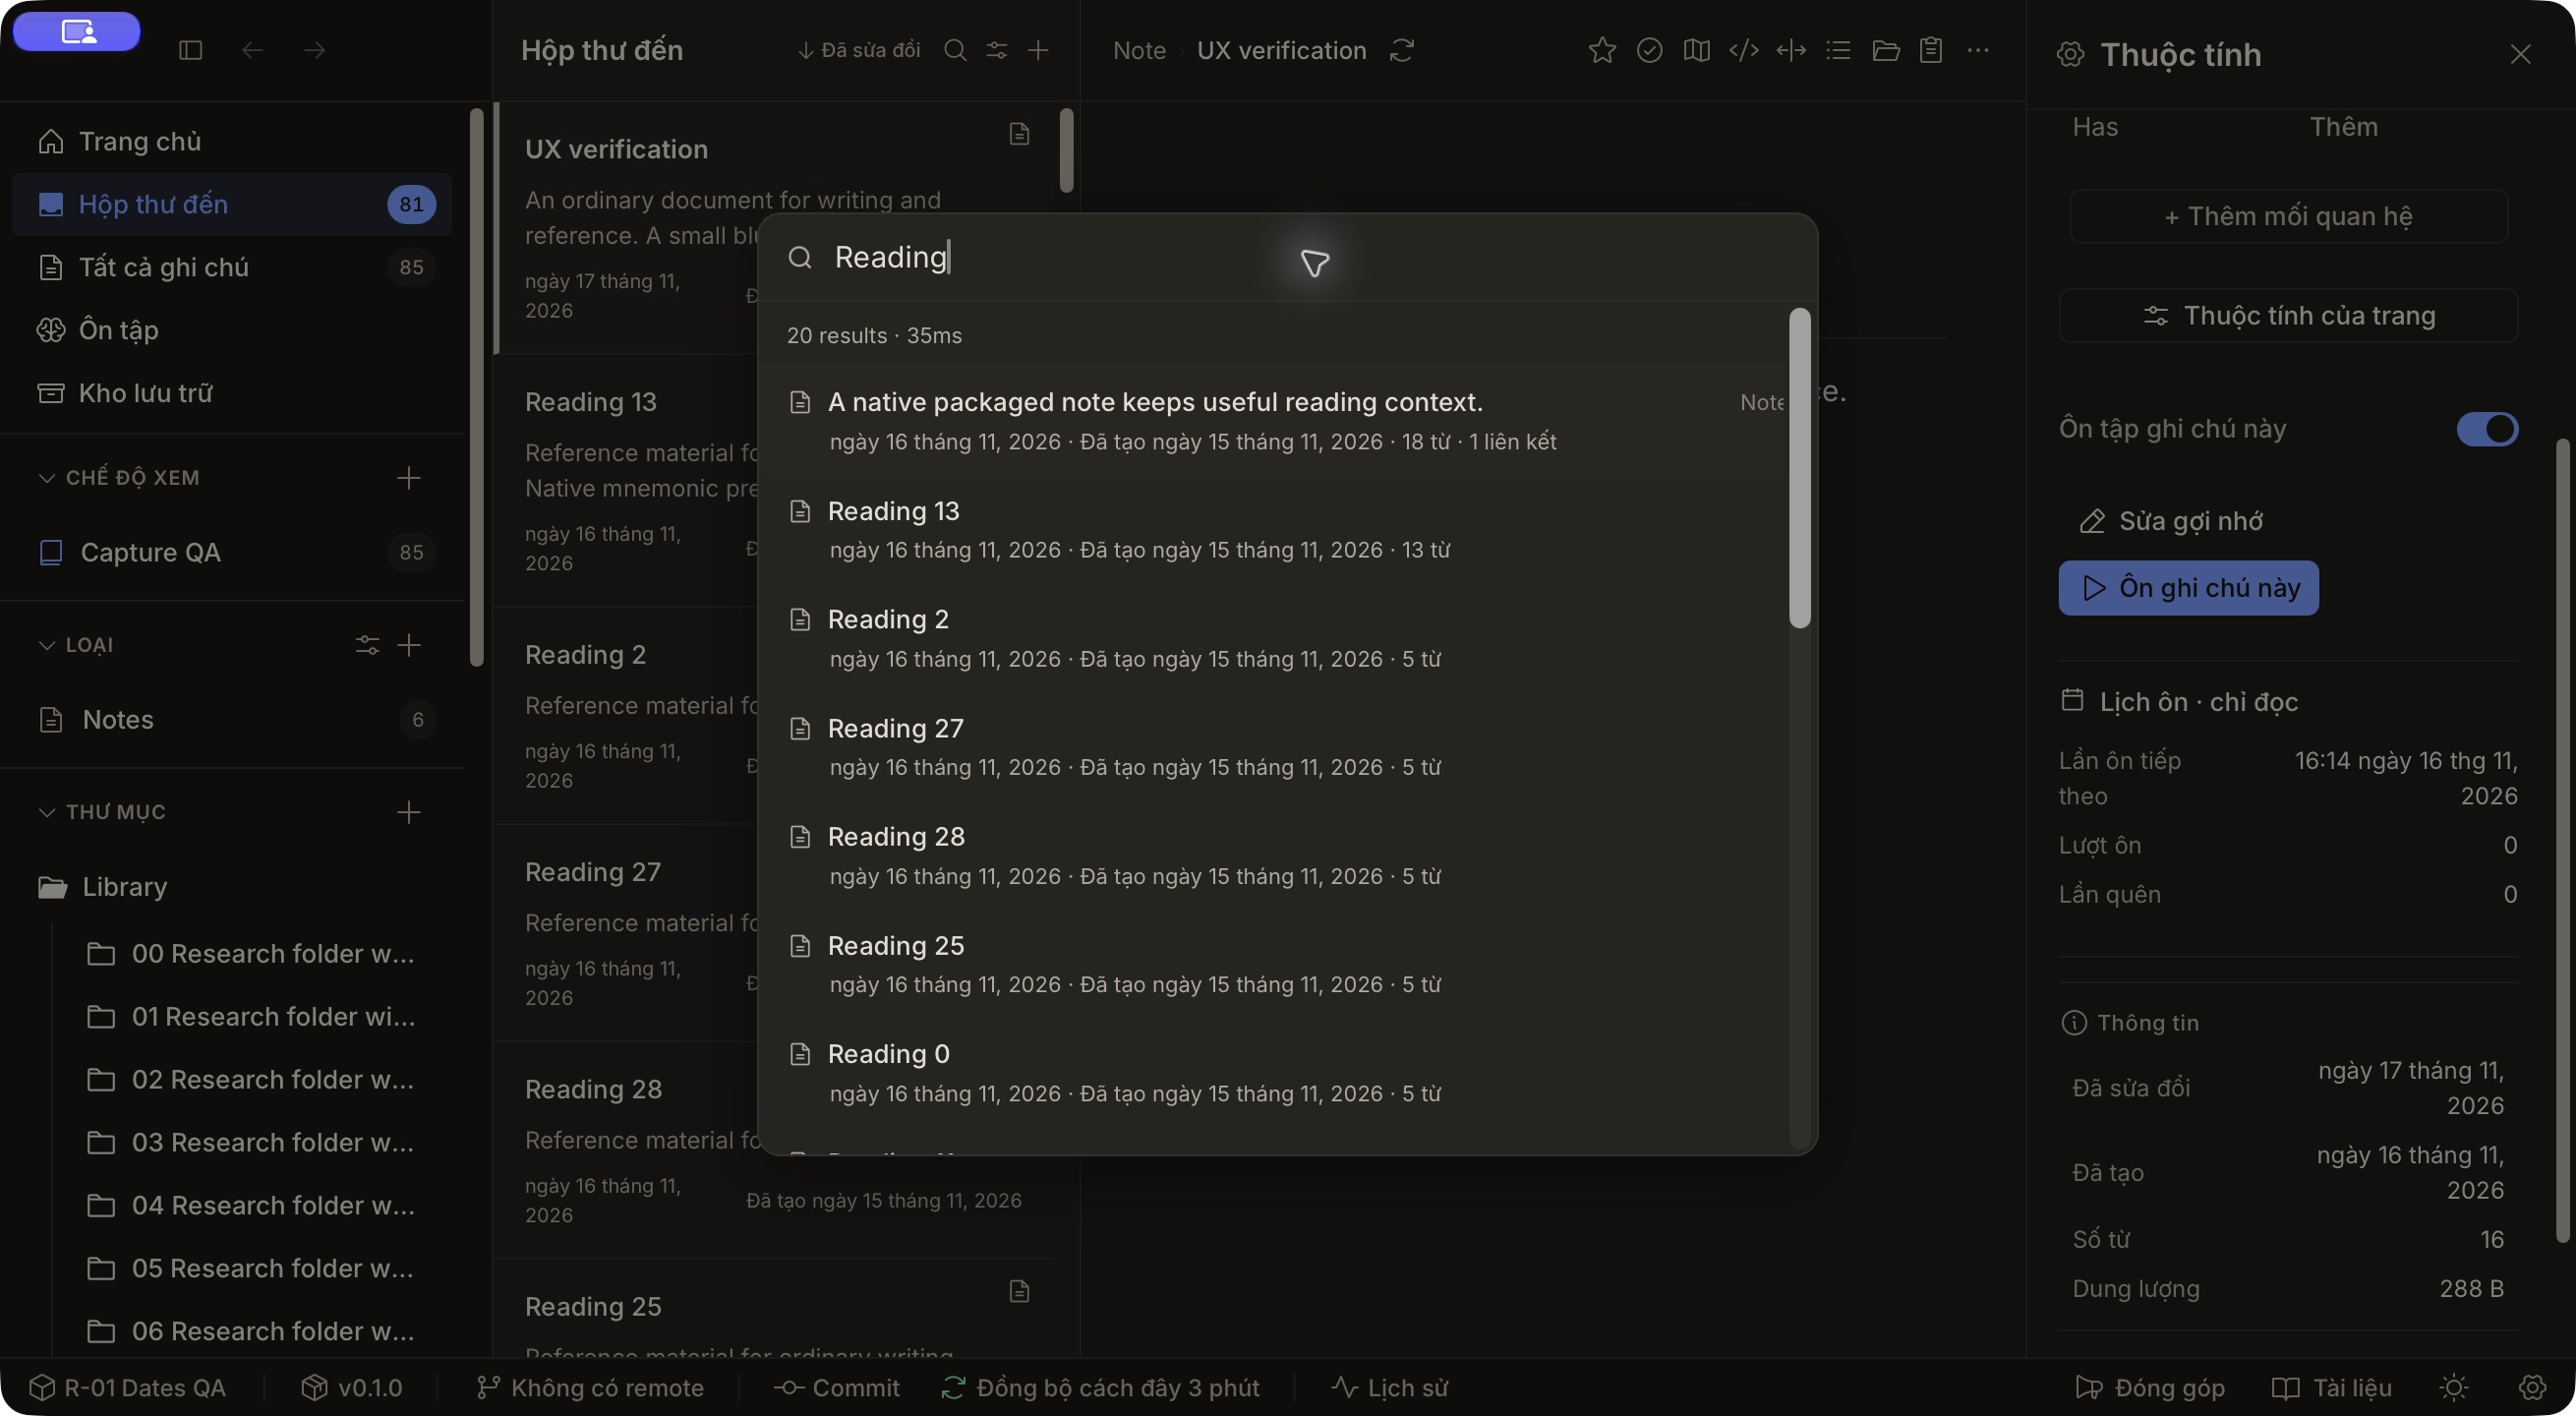 Trang chủ
Hộp thư đến
81
Tất cả ghi chú
85
Ôn tập
Kho lưu trữ
CHẾ ĐỘ XEM
Capture QA
85
LOẠI
Notes
6
THƯ MỤC
Library
00 Research folder w...
01 Research folder wi...
02 Research folder w...
03 Research folder w...
04 Research folder w...
05 Research folder w...
06 Research folder w...
Hộp thư đến
Đã sửa đổi
UX verification
An ordinary document for writing and
reference. A small blu
ngày 17 tháng 11,
2026
Reading 13
Reference material fo
Native mnemonic pre
ngày 16 tháng 11,
2026
Reading 2
Reference material fo
ngày 16 tháng 11,
2026
Reading 27
Reference material fo
ngày 16 tháng 11,
2026
Reading 28
Reference material fo
ngày 16 tháng 11,
2026
Đã tạo ngày 15 tháng 11, 2026
Reading 25
Reference material for ordinary writing
Note
UX verification
ce.
Reading
20 results · 35ms
A native packaged note keeps useful reading context.
Note
ngày 16 tháng 11, 2026 · Đã tạo ngày 15 tháng 11, 2026 · 18 từ · 1 liên kết
Reading 13
ngày 16 tháng 11, 2026 · Đã tạo ngày 15 tháng 11, 2026 · 13 từ
Reading 2
ngày 16 tháng 11, 2026 · Đã tạo ngày 15 tháng 11, 2026 · 5 từ
Reading 27
ngày 16 tháng 11, 2026 · Đã tạo ngày 15 tháng 11, 2026 · 5 từ
Reading 28
ngày 16 tháng 11, 2026 · Đã tạo ngày 15 tháng 11, 2026 · 5 từ
Reading 25
ngày 16 tháng 11, 2026 · Đã tạo ngày 15 tháng 11, 2026 · 5 từ
Reading 0
ngày 16 tháng 11, 2026 · Đã tạo ngày 15 tháng 11, 2026 · 5 từ
Thuộc tính
Has
Thêm
+ Thêm mối quan hệ
Thuộc tính của trang
Ôn tập ghi chú này
Sửa gợi nhớ
Ôn ghi chú này
Lịch ôn · chỉ đọc
Lần ôn tiếp
theo
16:14 ngày 16 thg 11,
2026
Lượt ôn
0
Lần quên
0
Thông tin
Đã sửa đổi
ngày 17 tháng 11,
2026
Đã tạo
ngày 16 tháng 11,
2026
Số từ
16
Dung lượng
288 B
R-01 Dates QA
v0.1.0
Không có remote
Commit
Đồng bộ cách đây 3 phút
Lịch sử
Đóng góp
Tài liệu